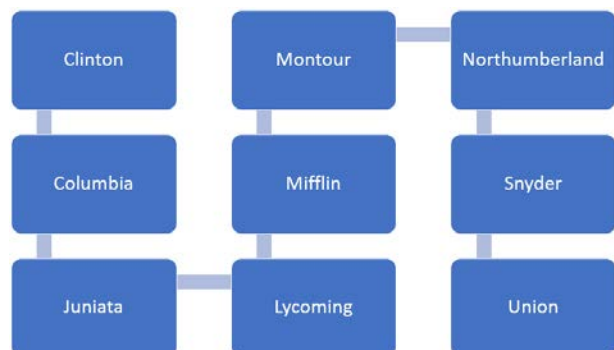 Clinton
Columbia
Juniata
Lycoming
Mifflin
Montour
Northumberland
Snyder
Union